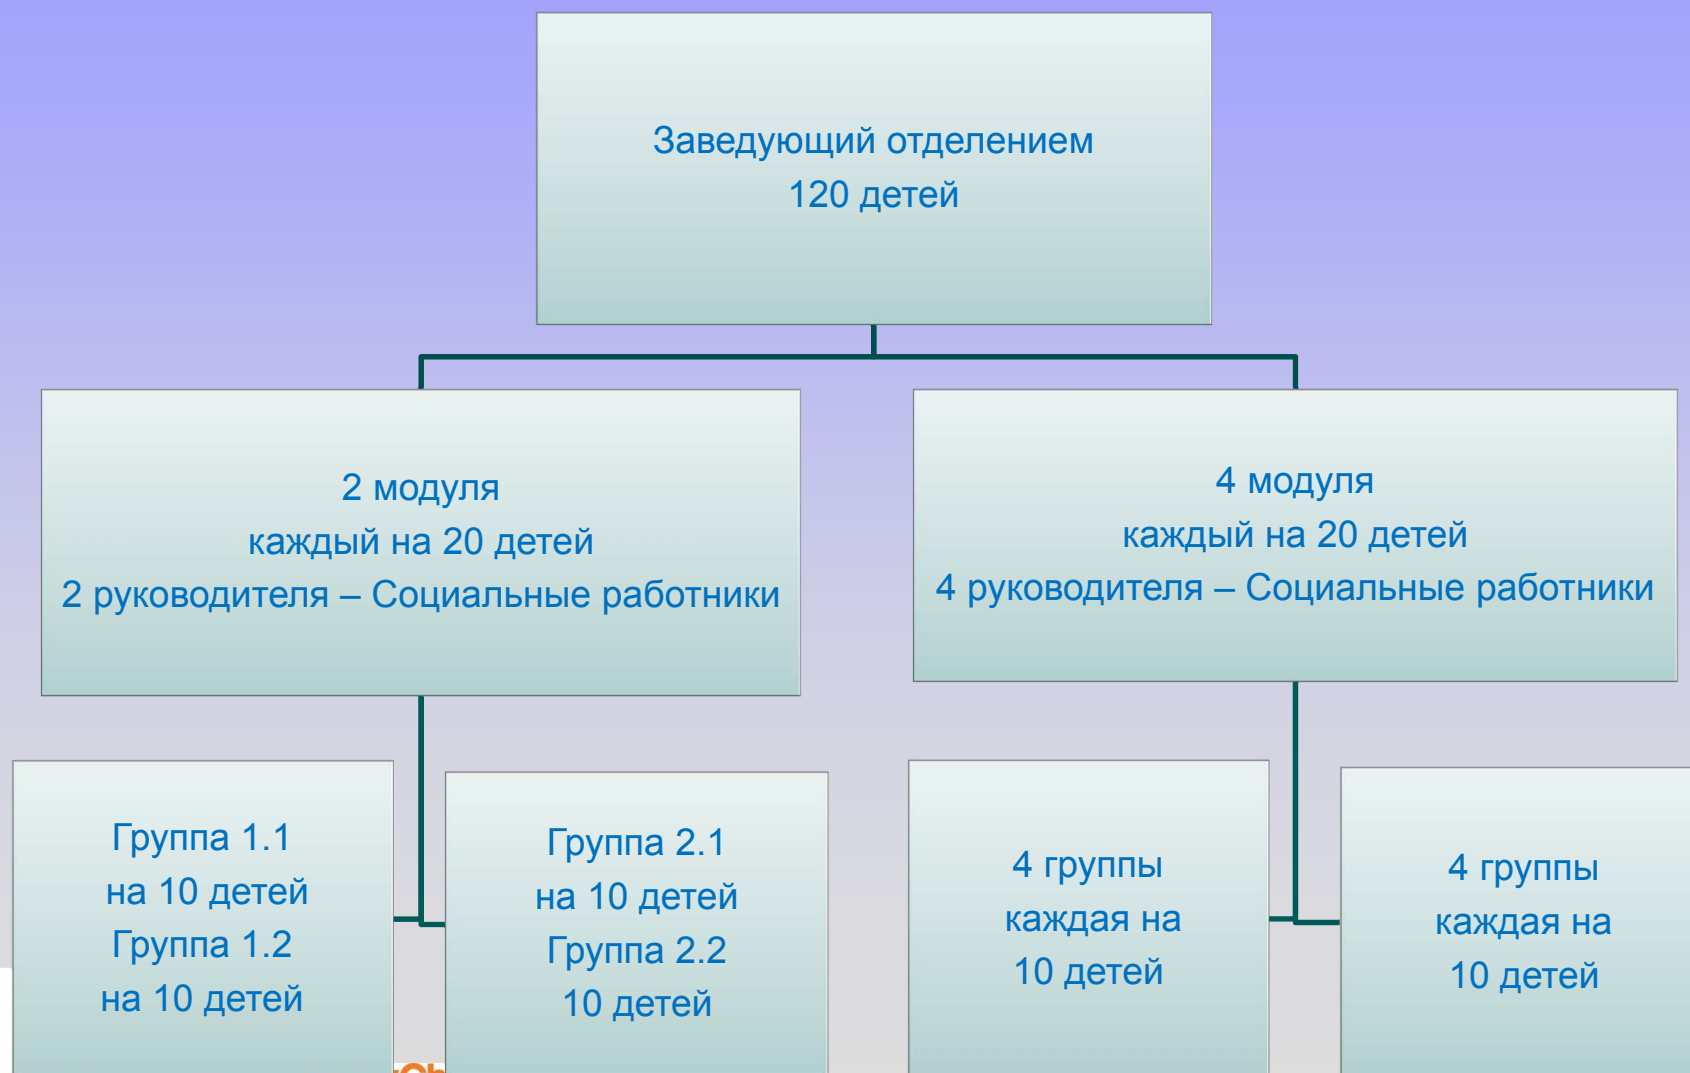 Заведующий отделением
120 детей
2 модуля
каждый на 20 детей
2 руководителя – Социальные работники
4 модуля
каждый на 20 детей
4 руководителя – Социальные работники
Группа 1.1
на 10 детей
Группа 1.2
на 10 детей
Группа 2.1
на 10 детей
Группа 2.2
10 детей
4 группы
каждая на
10 детей
4 группы
каждая на
10 детей